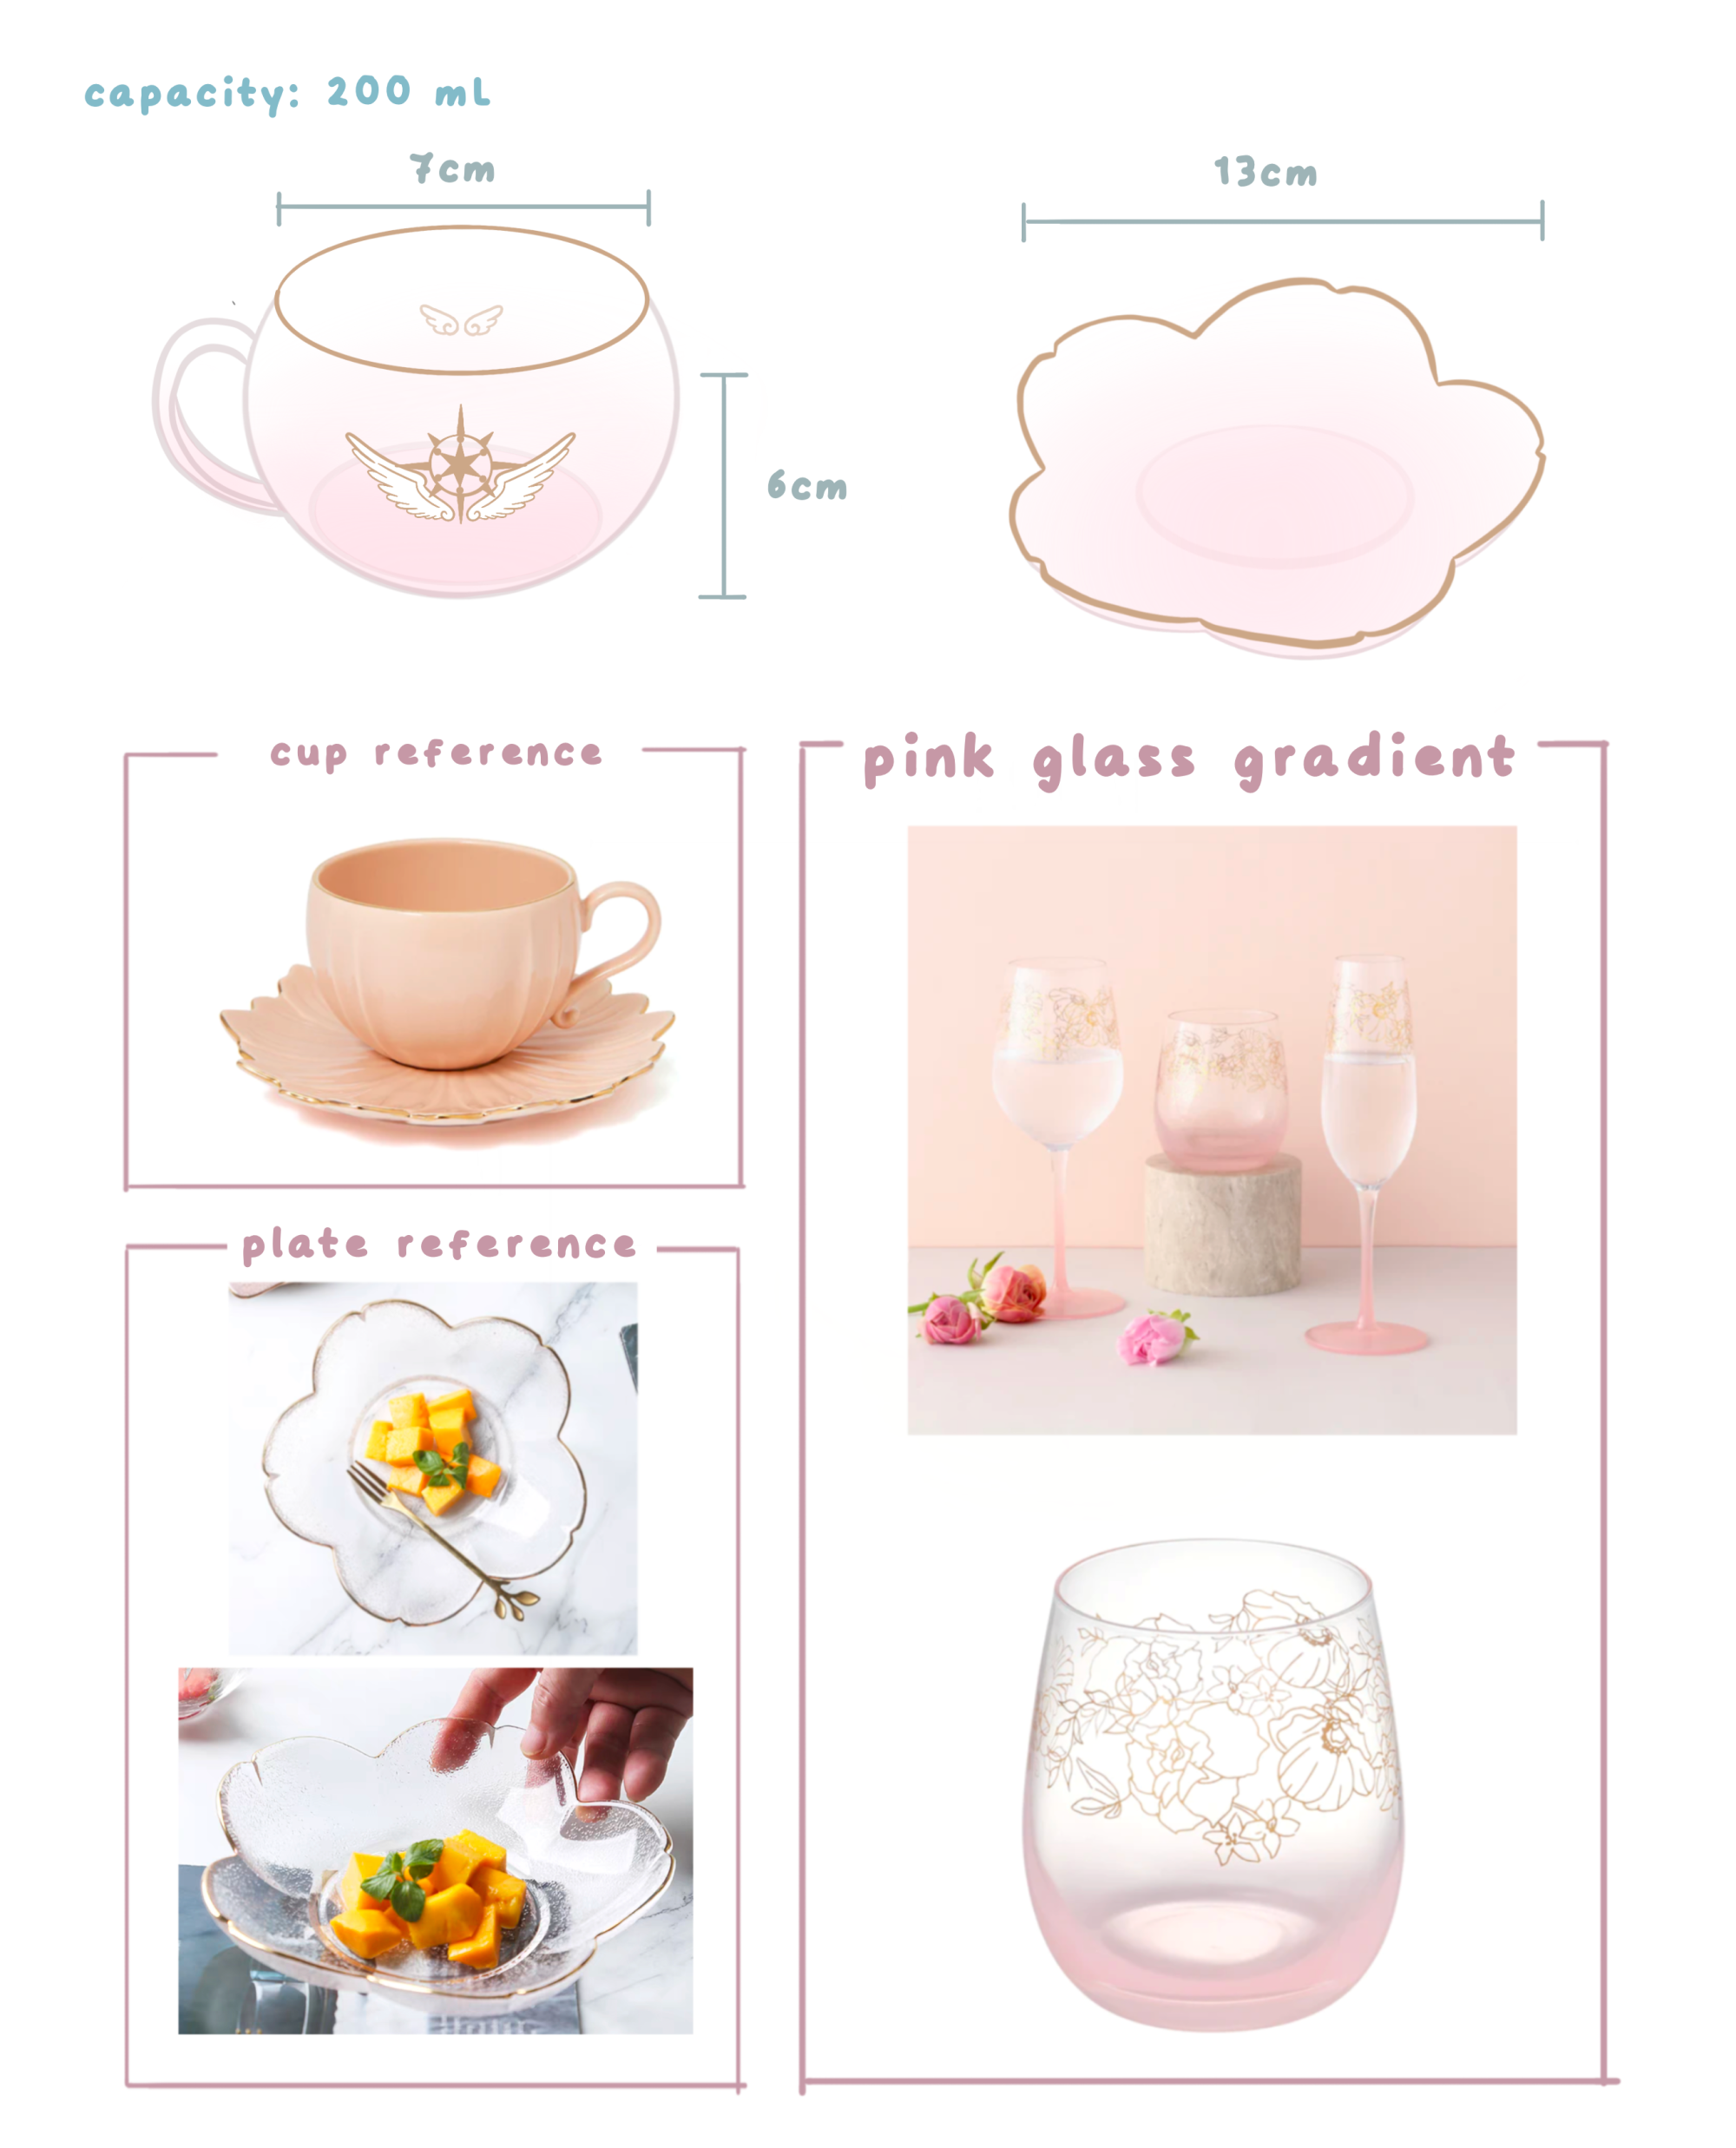 capacity: 200 mL
7cm
13cm
6cm
cup reference
pink glass gradient
plate reference